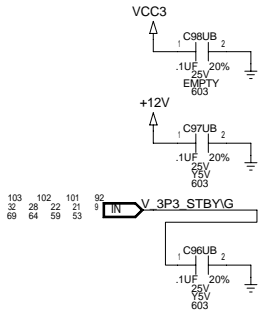 VCC3
C98UB
1 2
.1UF 20%
25V
EMPTY
603
+12V
C97UB
1 2
.1UF 20%
25V
Y5V
603
103 102 101 92
32 28 22 21 9 IN V_3P3_STBY\G
69 64 59 53
C96UB
1 2
.1UF 20%
25V
Y5V
603